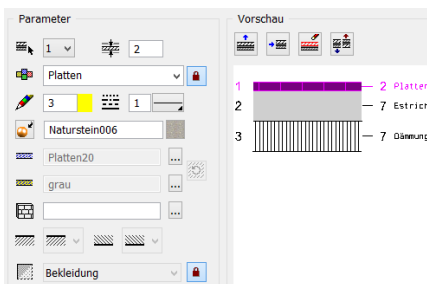 Parameter
1
2
Platten
3
1
Naturstein006
Platten20
...
grau
...
...
Bekleidung
Vorschau
1
2 Platten
2
7 Estrich
3
7 Dämmung